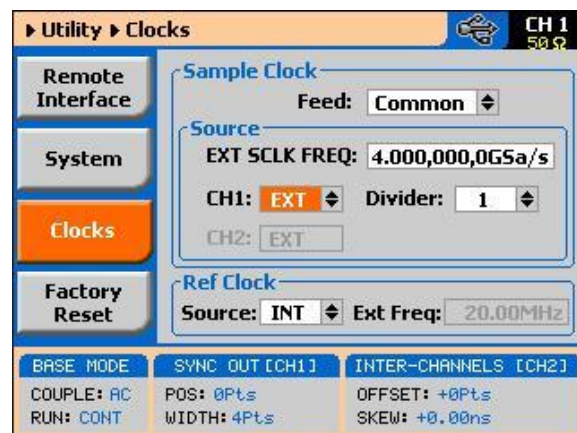 ▸ Utility ▸ Clocks
CH 1
50 Ω
Remote Interface
System
Clocks
Factory Reset
Sample Clock
Feed: Common
Source
EXT SCLK FREQ: 4.000,000,0GSa/s
CH1: EXT Divider: 1
CH2: EXT
Ref Clock
Source: INT Ext Freq: 20.00MHz
BASE MODE
COUPLE: AC
RUN: CONT
SYNC OUT [CH1]
POS: 0Pts
WIDTH: 4Pts
INTER-CHANNELS [CH2]
OFFSET: +0Pts
SKEW: +0.00ns